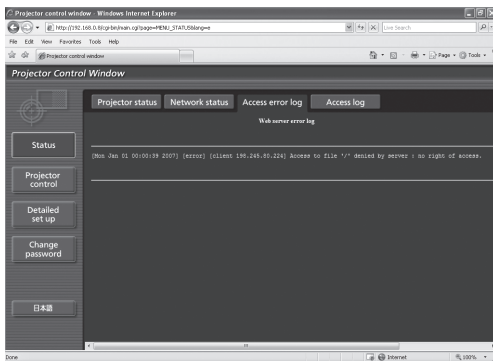 Projector control window - Windows Internet Explorer
http://192.168.0.8/cgi-bin/main.cgi?page=MENU_STATUS&lang=e
Live Search
File Edit View Favorites Tools Help
Projector control window
Page Tools
Projector Control Window
Projector status Network status Access error log Access log
Web server error log
[Mon Jan 01 00:00:39 2007] [error] [client 198.245.80.224] Access to file '/' denied by server : no right of access.
Status
Projector
control
Detailed
set up
Change
password
日本語
Done Internet 100%